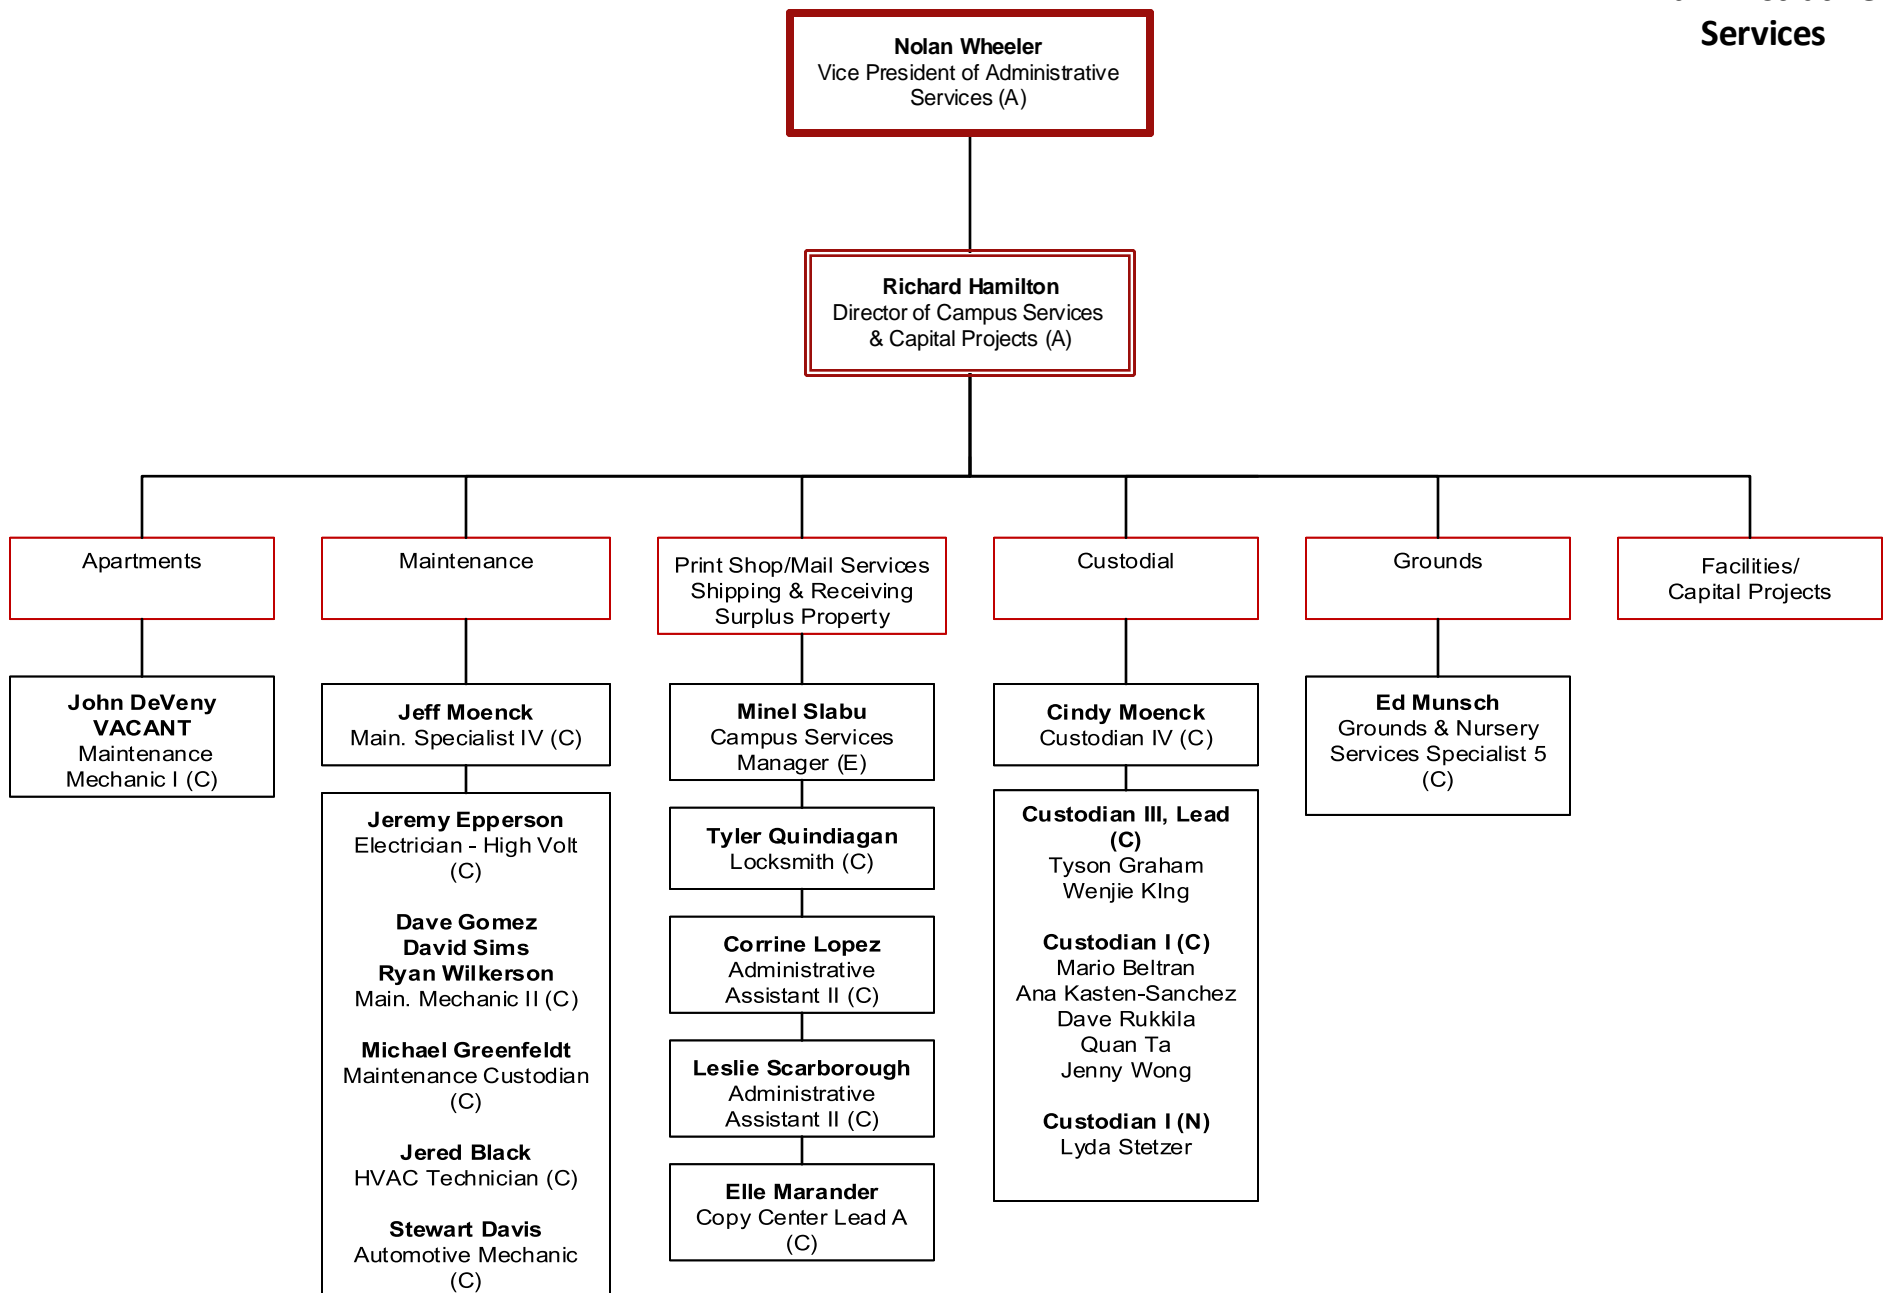 Services
Nolan Wheeler
Vice President of Administrative
Services (A)
Richard Hamilton
Director of Campus Services
& Capital Projects (A)
Apartments
Maintenance
Print Shop/Mail Services
Shipping & Receiving
Surplus Property
Custodial
Grounds
Facilities/
Capital Projects
John DeVeny
VACANT
Maintenance
Mechanic I (C)
Jeff Moenck
Main. Specialist IV (C)
Jeremy Epperson
Electrician - High Volt
(C)
Dave Gomez
David Sims
Ryan Wilkerson
Main. Mechanic II (C)
Michael Greenfeldt
Maintenance Custodian
(C)
Jered Black
HVAC Technician (C)
Stewart Davis
Automotive Mechanic
(C)
Minel Slabu
Campus Services
Manager (E)
Tyler Quindiagan
Locksmith (C)
Corrine Lopez
Administrative
Assistant II (C)
Leslie Scarborough
Administrative
Assistant II (C)
Elle Marander
Copy Center Lead A
(C)
Cindy Moenck
Custodian IV (C)
Custodian III, Lead
(C)
Tyson Graham
Wenjie KIng
Custodian I (C)
Mario Beltran
Ana Kasten-Sanchez
Dave Rukkila
Quan Ta
Jenny Wong
Custodian I (N)
Lyda Stetzer
Ed Munsch
Grounds & Nursery
Services Specialist 5
(C)